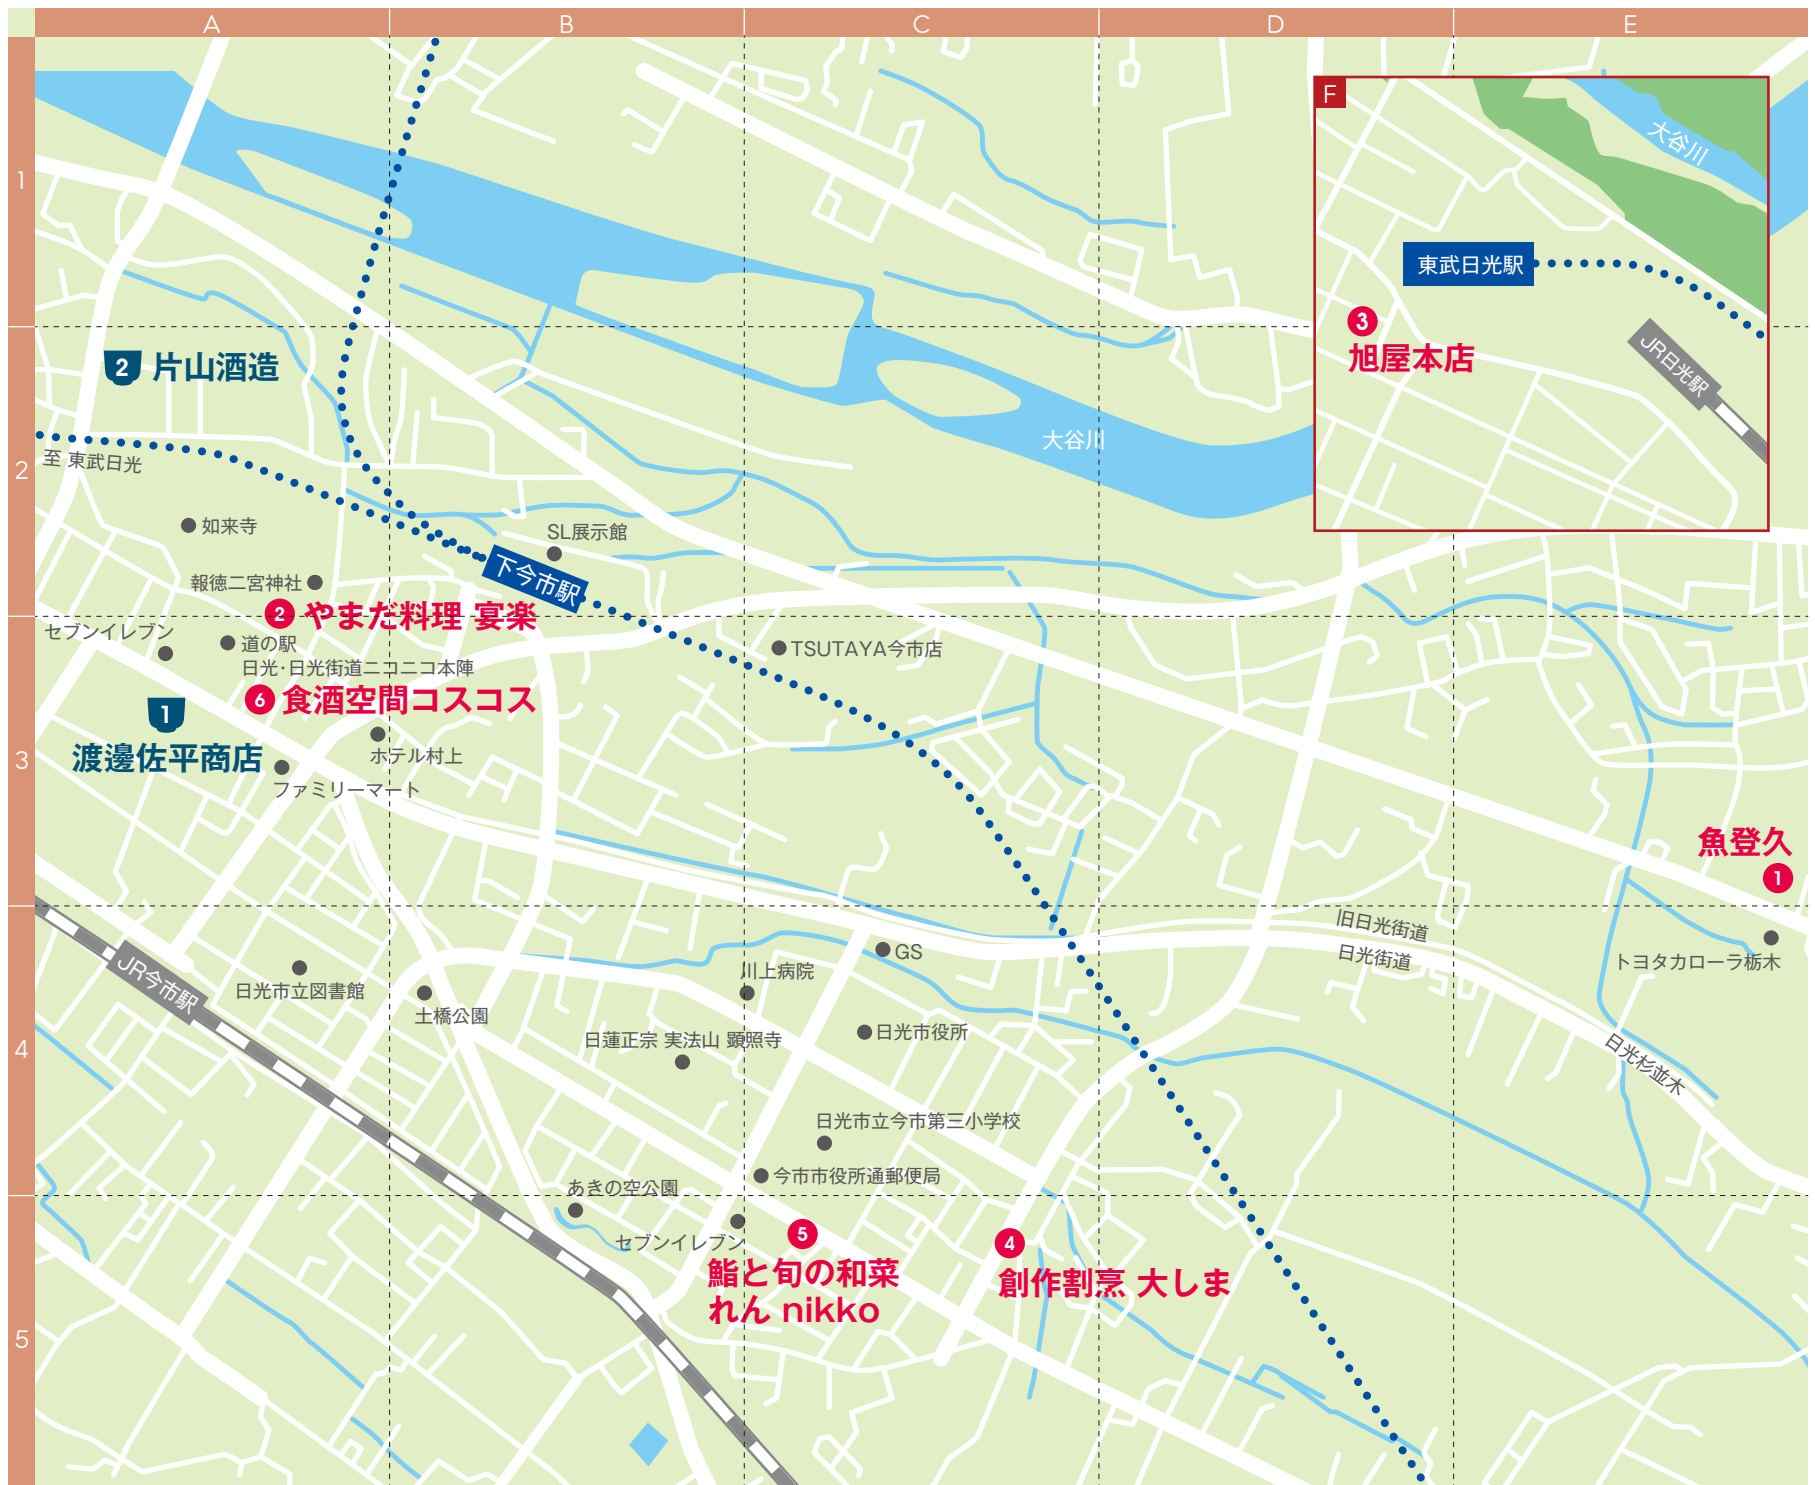 A
B
C
D
E
1
F
大谷川
東武日光駅
3
旭屋本店
JR日光駅
2
片山酒造
大谷川
至 東武日光
2
如来寺
SL展示館
下今市駅
報徳二宮神社
2 やまだ料理 宴楽
セブンイレブン
道の駅
日光・日光街道ニコニコ本陣
TSUTAYA今市店
6 食酒空間コスコス
1
渡邊佐平商店
ホテル村上
3
ファミリーマート
魚登久
1
旧日光街道
日光街道
トヨタカローラ栃木
GS
川上病院
JR今市駅
日光市立図書館
土橋公園
日光市役所
日蓮正宗 実法山 顕照寺
4
日光杉並木
日光市立今市第三小学校
今市市役所通郵便局
あきの空公園
セブンイレブン
5
鮨と旬の和菜
れん nikko
4
創作割烹 大しま
5